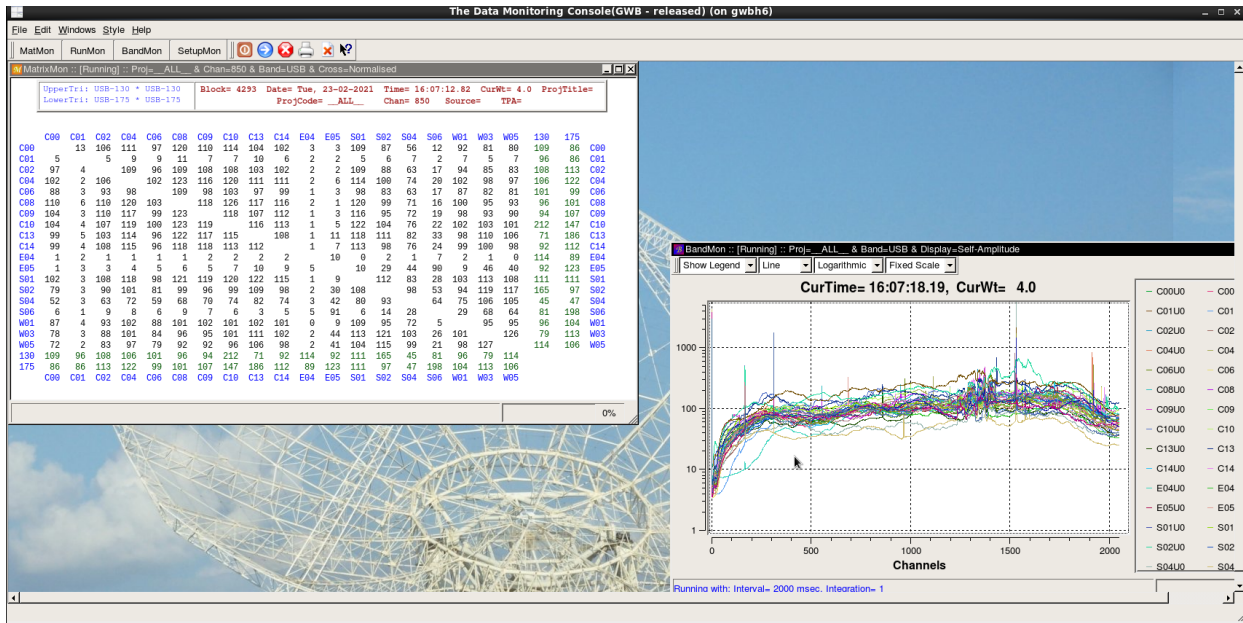 The Data Monitoring Console(GWB - released) (on gwbh6)
File Edit Windows Style Help
MatMon RunMon BandMon SetupMon
MatrixMon :: [Running] :: Proj=__ALL__ & Chan=850 & Band=USB & Cross=Normalised
UpperTri: USB-130 * USB-130
LowerTri: USB-175 * USB-175
Block= 4293 Date= Tue, 23-02-2021 Time= 16:07:12.82 CurWt= 4.0 ProjTitle=
ProjCode= __ALL__ Chan= 850 Source= TPA=
C00 C01 C02 C04 C06 C08 C09 C10 C13 C14 E04 E05 S01 S02 S04 S06 W01 W03 W05 130 175
C00 13 106 111 97 120 110 114 104 102 3 3 109 87 56 12 92 81 80 109 86 C00
C01 5 5 7 9 9 11 7 7 10 6 2 2 5 6 7 2 7 5 7 96 86 C01
C02 97 4 109 96 109 108 108 103 102 2 2 109 88 63 17 94 85 83 108 113 C02
C04 102 2 106 102 123 116 120 111 111 2 6 114 100 74 20 102 98 97 106 122 C04
C06 88 3 93 98 109 98 103 97 99 1 3 98 83 63 17 87 82 81 101 99 C06
C08 110 6 110 120 103 118 126 117 116 2 1 120 99 71 16 100 95 93 96 101 C08
C09 104 3 110 117 99 123 118 107 112 1 3 116 95 72 19 98 93 90 94 107 C09
C10 104 4 107 119 100 123 119 116 113 1 5 122 104 76 22 102 103 101 212 147 C10
C13 99 5 103 114 96 122 117 115 108 1 11 118 111 82 33 98 110 106 71 186 C13
C14 99 4 108 115 96 118 118 113 112 1 7 113 98 76 24 99 100 98 92 112 C14
E04 1 2 1 1 1 1 2 2 2 2 10 0 2 1 7 2 1 0 114 89 E04
E05 1 3 3 4 5 6 5 7 10 9 5 10 29 44 90 9 46 40 92 123 E05
S01 102 3 108 118 98 121 119 120 122 115 1 9 112 83 28 103 113 108 111 111 S01
S02 79 3 90 101 81 99 96 99 109 98 2 30 108 98 53 94 119 117 165 97 S02
S04 52 3 63 72 59 68 70 74 82 74 3 42 80 93 64 75 106 105 45 47 S04
S06 6 1 9 8 6 9 7 6 3 5 5 91 6 14 28 29 68 64 81 198 S06
W01 87 4 93 102 88 101 102 101 102 101 0 9 109 95 72 5 95 95 96 104 W01
W03 78 3 88 101 84 96 95 101 111 102 2 44 113 121 103 26 101 126 79 113 W03
W05 72 2 83 97 79 92 92 96 106 98 2 41 104 115 99 21 98 127 114 106 W05
130 109 96 108 106 101 96 94 212 71 92 114 92 111 165 45 81 96 79 114
175 86 86 113 122 99 101 107 147 186 112 89 123 111 97 47 198 104 113 106
C00 C01 C02 C04 C06 C08 C09 C10 C13 C14 E04 E05 S01 S02 S04 S06 W01 W03 W05
0%
BandMon :: [Running] :: Proj=__ALL__ & Band=USB & Display=Self-Amplitude
Show Legend Line Logarithmic Fixed Scale
CurTime= 16:07:18.19, CurWt= 4.0
1000
100
10
1
0 500 1000 1500 2000
Channels
C00U0 C00
C01U0 C01
C02U0 C02
C04U0 C04
C06U0 C06
C08U0 C08
C09U0 C09
C10U0 C10
C13U0 C13
C14U0 C14
E04U0 E04
E05U0 E05
S01U0 S01
S02U0 S02
S04U0 S04
Running with: Interval= 2000 msec. Integration= 1